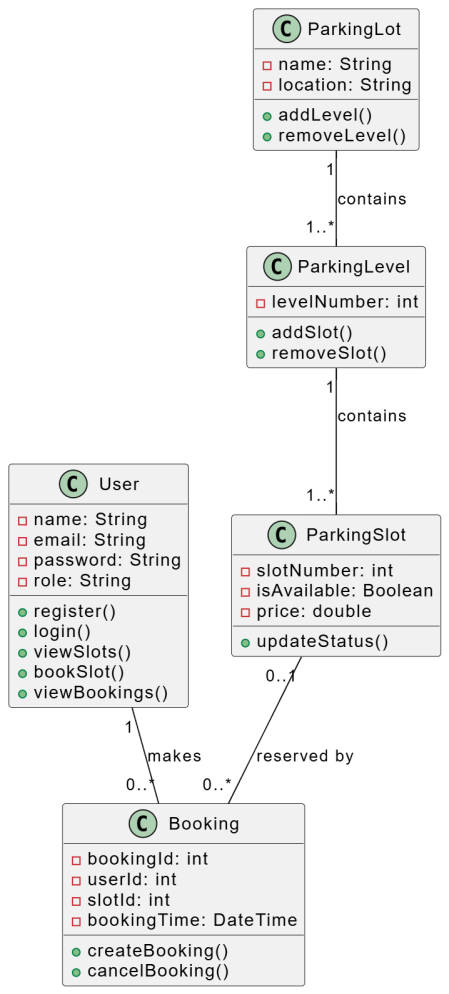 C ParkingLot
name: String
location: String
addLevel()
removeLevel()
1
contains
1..*
C ParkingLevel
levelNumber: int
addSlot()
removeSlot()
1
contains
1..*
C User
name: String
email: String
password: String
role: String
register()
login()
viewSlots()
bookSlot()
viewBookings()
C ParkingSlot
slotNumber: int
isAvailable: Boolean
price: double
updateStatus()
1
makes
0..*
0..1
reserved by
0..*
C Booking
bookingId: int
userId: int
slotId: int
bookingTime: DateTime
createBooking()
cancelBooking()